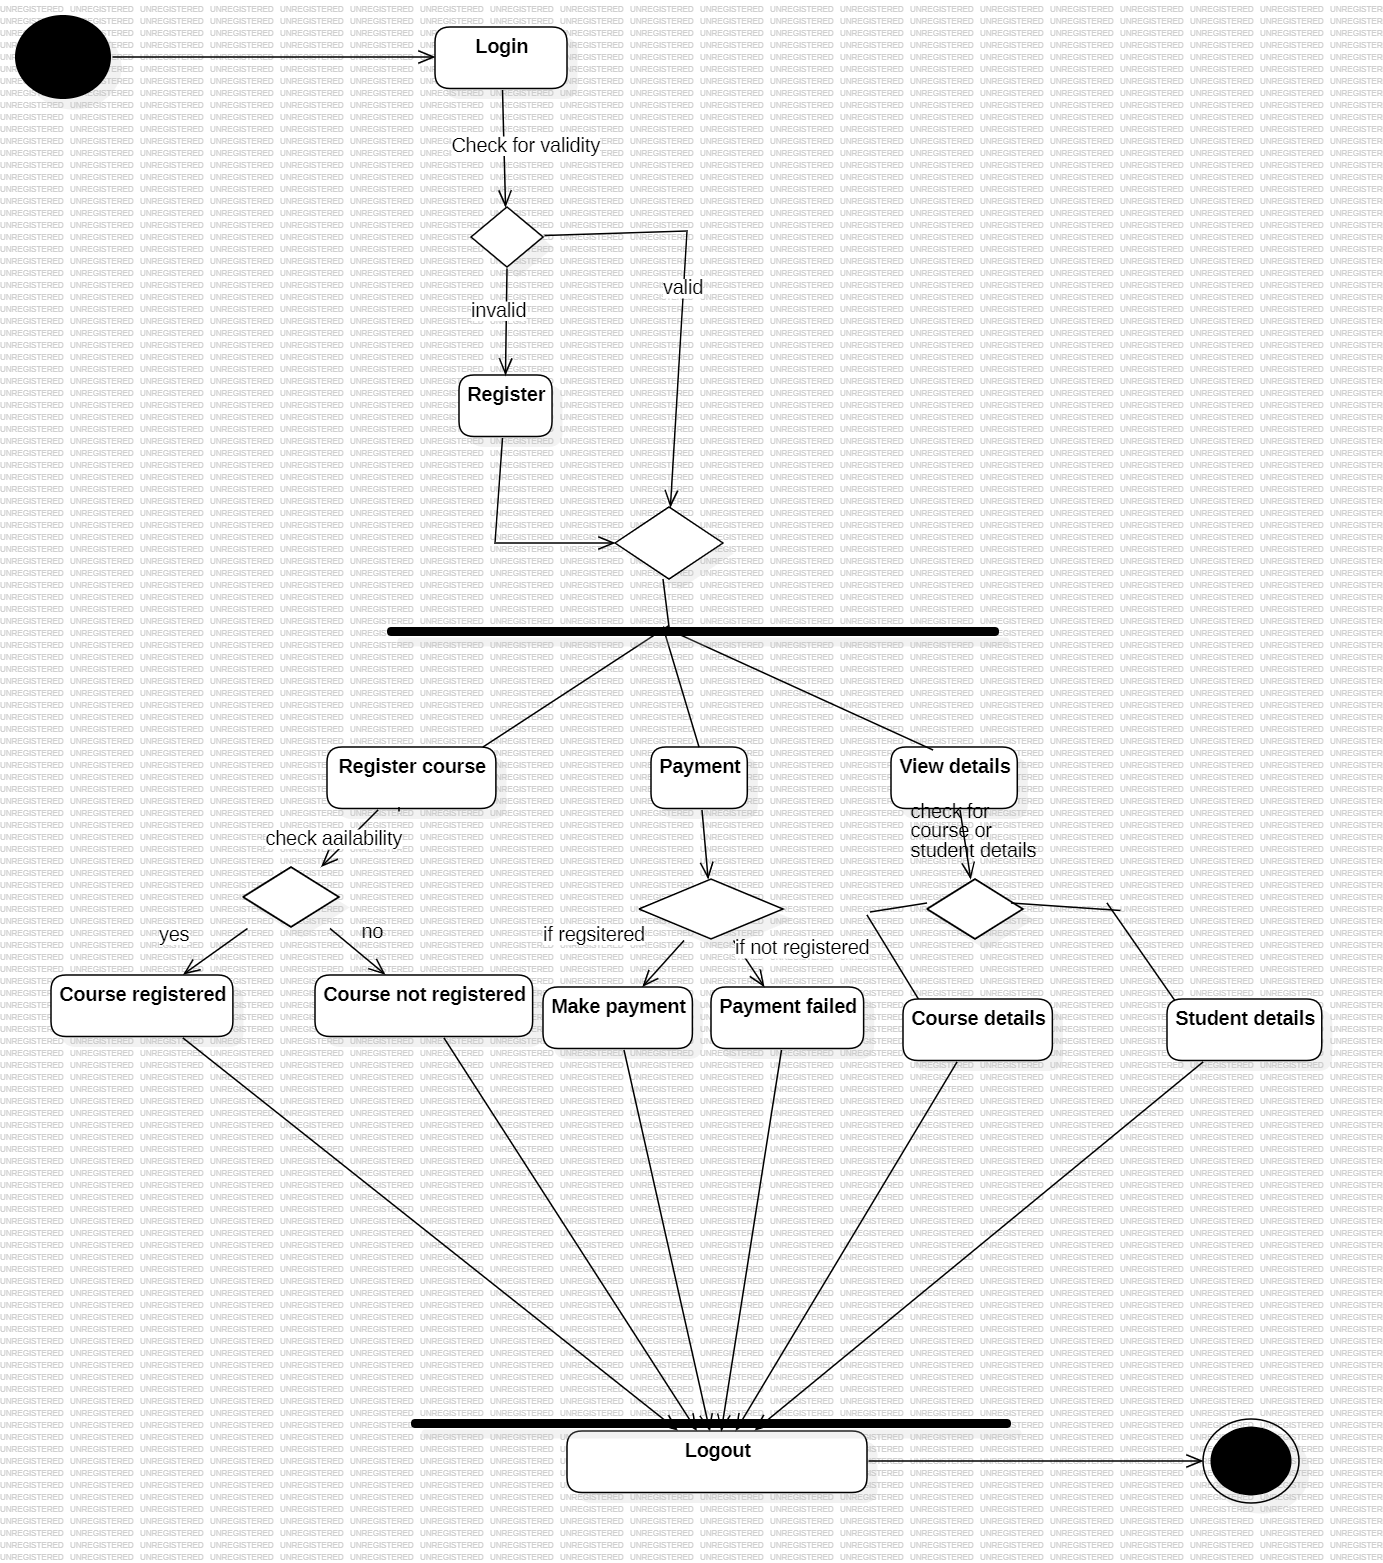 Login
Check for validity
valid
invalid
Register
Register course
Payment
View details
check for
course or
student details
check aailability
yes
no
if regsitered
if not registered
Course registered
Course not registered
Make payment
Payment failed
Course details
Student details
Logout
UNREGISTERED